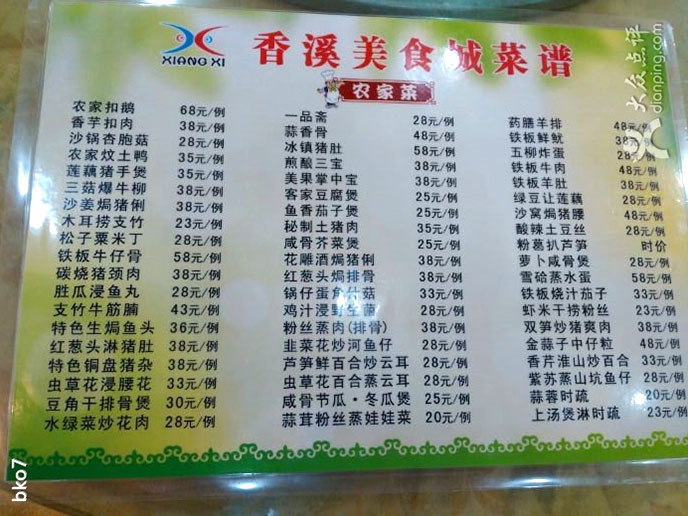 XIANG XI
香溪美食城菜谱
农家菜
农家扣鹅 68元/例
香芋扣肉 38元/例
沙锅杏胞菇 28元/例
农家炆土鸭 35元/例
莲藕猪手煲 35元/例
三菇爆牛柳 38元/例
沙姜焗猪俐 38元/例
木耳捞支竹 23元/例
松子粟米丁 28元/例
铁板牛仔骨 58元/例
碳烧猪颈肉 38元/例
胜瓜浸鱼丸 28元/例
支竹牛筋腩 43元/例
特色生焗鱼头 36元/例
红葱头淋猪肚 38元/例
特色铜盘猪杂 38元/例
虫草花浸腰花 33元/例
豆角干排骨煲 30元/例
水绿菜炒花肉 28元/例
一品斋 28元/例
蒜香骨 48元/例
冰镇猪肚 58元/例
煎酿三宝 38元/例
美果掌中宝 38元/例
客家豆腐煲 25元/例
鱼香茄子煲 25元/例
秘制土猪肉 35元/例
咸骨芥菜煲 25元/例
花雕酒焗猪俐 38元/例
红葱头焗排骨 38元/例
锅仔蛋角什菇 33元/例
鸡汁浸野生菌 28元/例
粉丝蒸肉(排骨) 38元/例
韭菜花炒河鱼仔 28元/例
芦笋鲜百合炒云耳 28元/例
虫草花百合蒸云耳 28元/例
咸骨节瓜·冬瓜煲 25元/例
蒜茸粉丝蒸娃娃菜 20元/例
药膳羊排 48元/例
铁板鲜鱿 38元/例
五柳炸蛋 28元/例
铁板牛肉 48元/例
铁板羊肚 38元/例
绿豆让莲藕 28元/例
沙窝焗猪腰 48元/例
酸辣土豆丝 28元/例
粉葛扒芦笋 时价
萝卜咸骨煲 28元/例
雪蛤蒸水蛋 58元/例
铁板烧汁茄子 33元/例
虾米干捞粉丝 23元/例
双笋炒猪爽肉 38元/例
金蒜子中仔粒 48元/例
香芹淮山炒百合 33元/例
紫苏蒸山坑鱼仔 28元/例
蒜蓉时疏 20元/例
上汤煲淋时疏 23元/例
大众点评
dianping.com
bko7